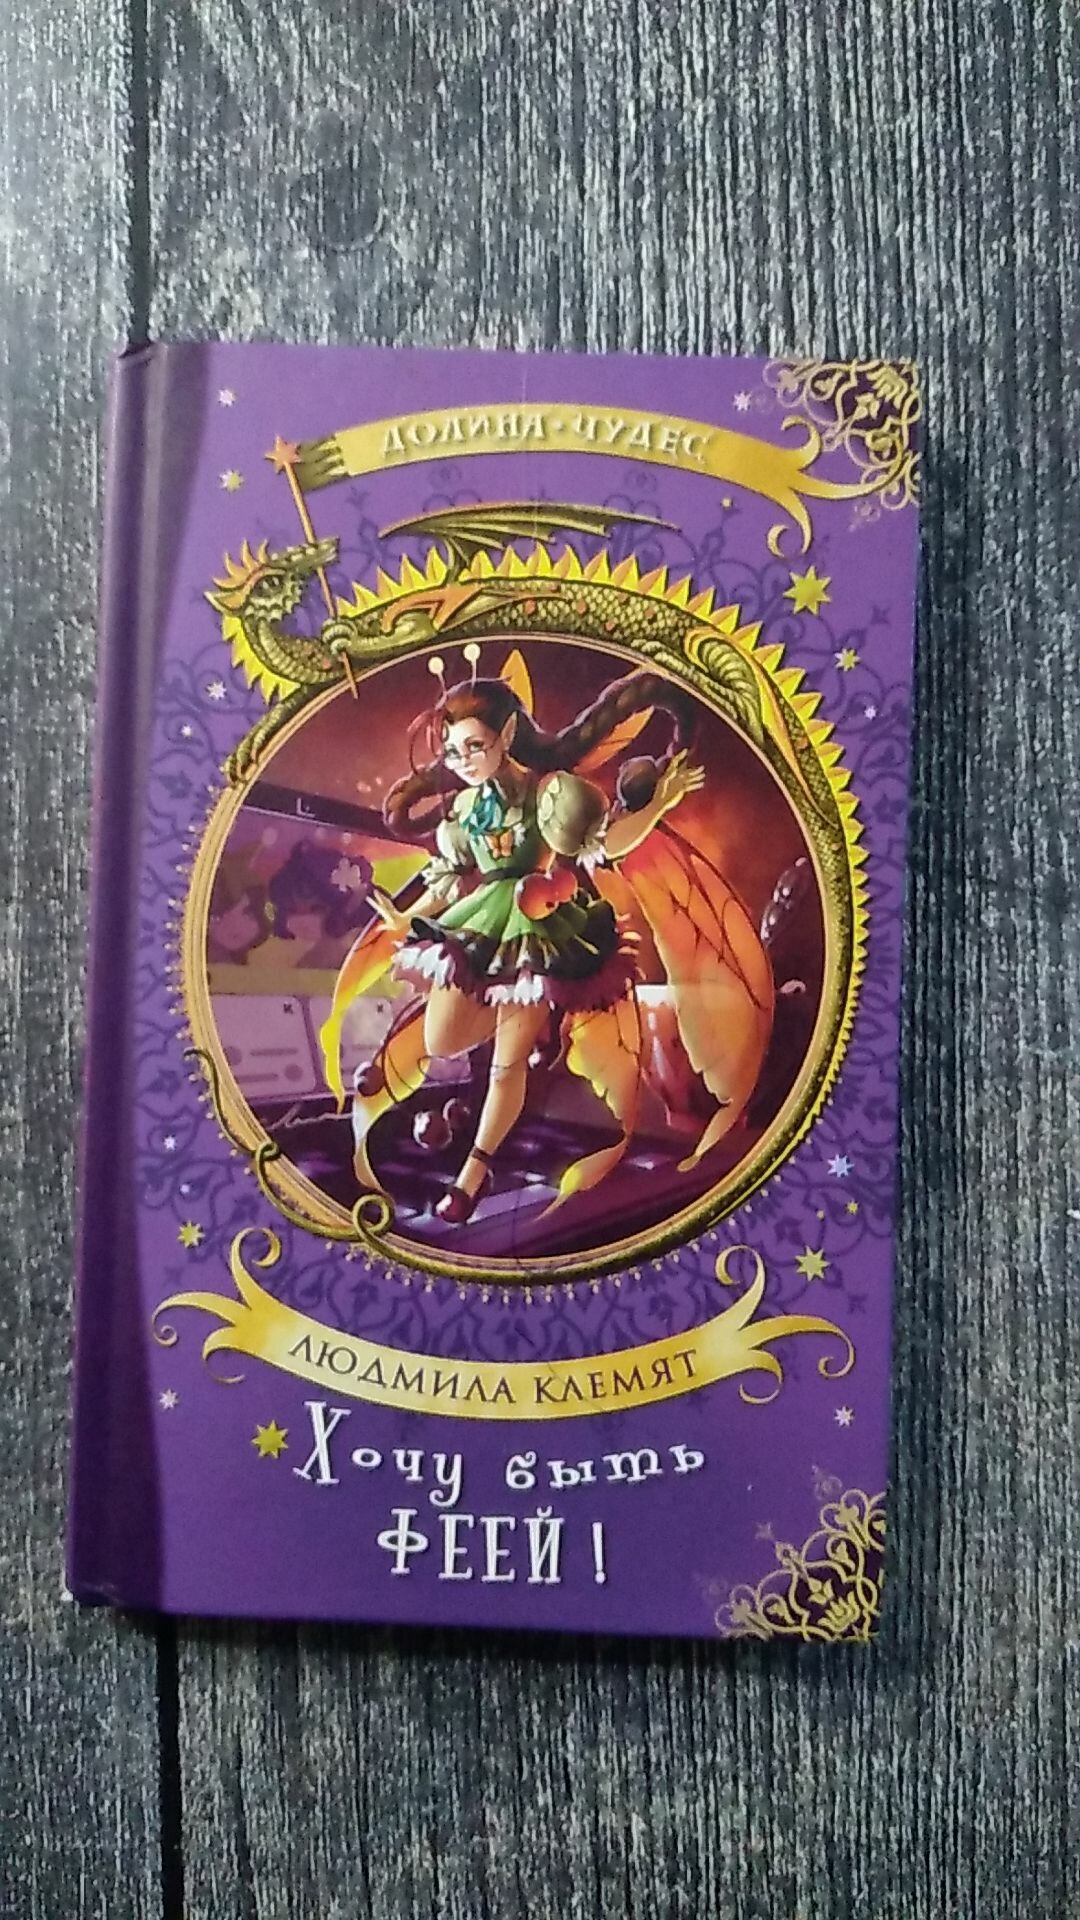 ДОЛИНА · ЧУДЕС
L
К
К
ЛЮДМИЛА КЛЕМЯТ
Хочу быть
ФЕЕЙ!